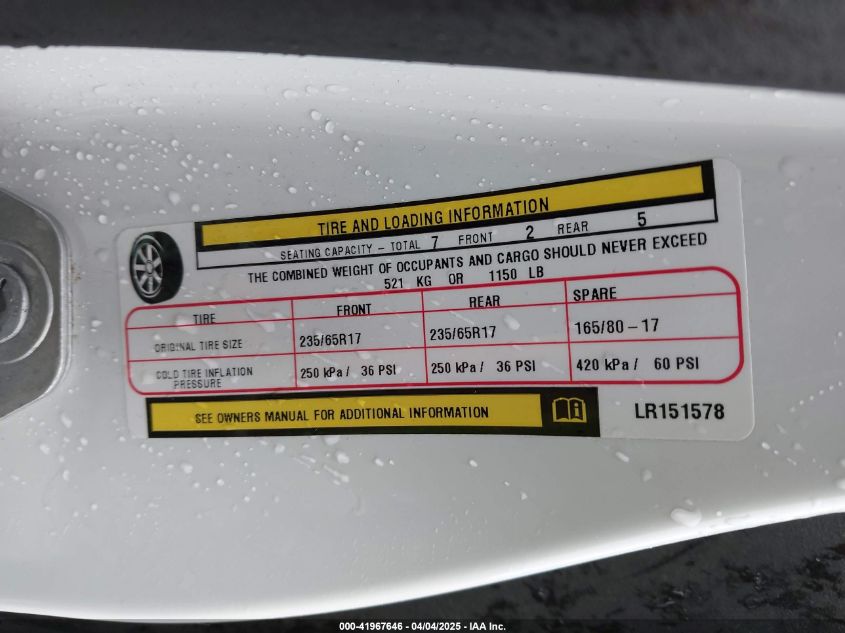 TIRE AND LOADING INFORMATION
SEATING CAPACITY – TOTAL 7 FRONT 2 REAR 5
THE COMBINED WEIGHT OF OCCUPANTS AND CARGO SHOULD NEVER EXCEED
521 KG OR 1150 LB
TIRE FRONT REAR SPARE
ORIGINAL TIRE SIZE 235/65R17 235/65R17 165/80 – 17
COLD TIRE INFLATION PRESSURE 250 kPa / 36 PSI 250 kPa / 36 PSI 420 kPa / 60 PSI
SEE OWNERS MANUAL FOR ADDITIONAL INFORMATION LR151578
000-41967646 - 04/04/2025 - IAA Inc.